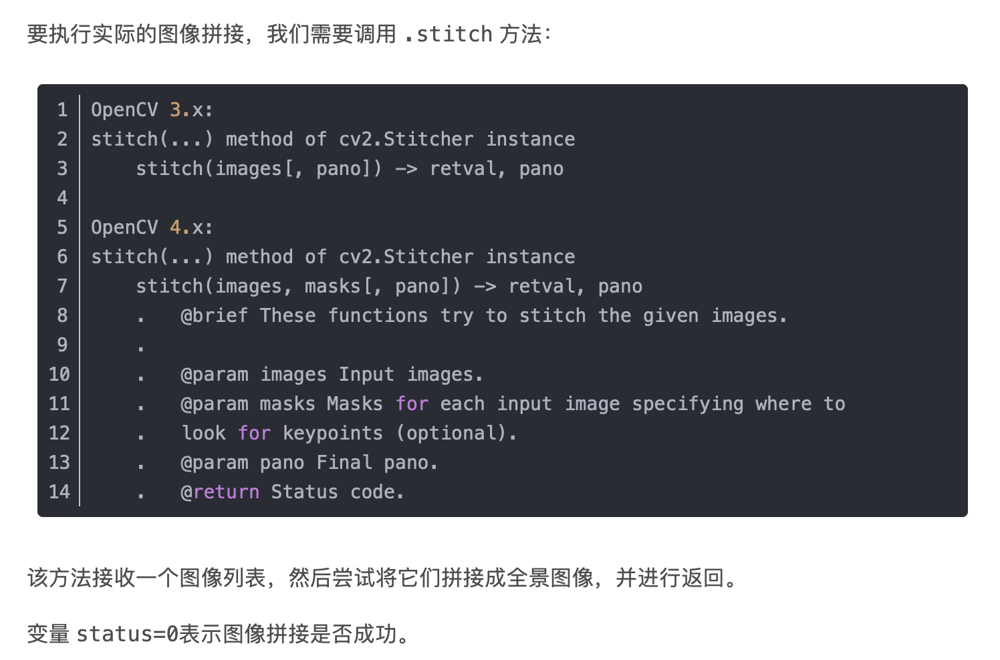 要执行实际的图像拼接，我们需要调用 .stitch 方法：
1 OpenCV 3.x:
2 stitch(...) method of cv2.Stitcher instance
3     stitch(images[, pano]) -> retval, pano
4
5 OpenCV 4.x:
6 stitch(...) method of cv2.Stitcher instance
7     stitch(images, masks[, pano]) -> retval, pano
8     .   @brief These functions try to stitch the given images.
9     .
10     .   @param images Input images.
11     .   @param masks Masks for each input image specifying where to
12     .   look for keypoints (optional).
13     .   @param pano Final pano.
14     .   @return Status code.
该方法接收一个图像列表，然后尝试将它们拼接成全景图像，并进行返回。
变量 status=0表示图像拼接是否成功。